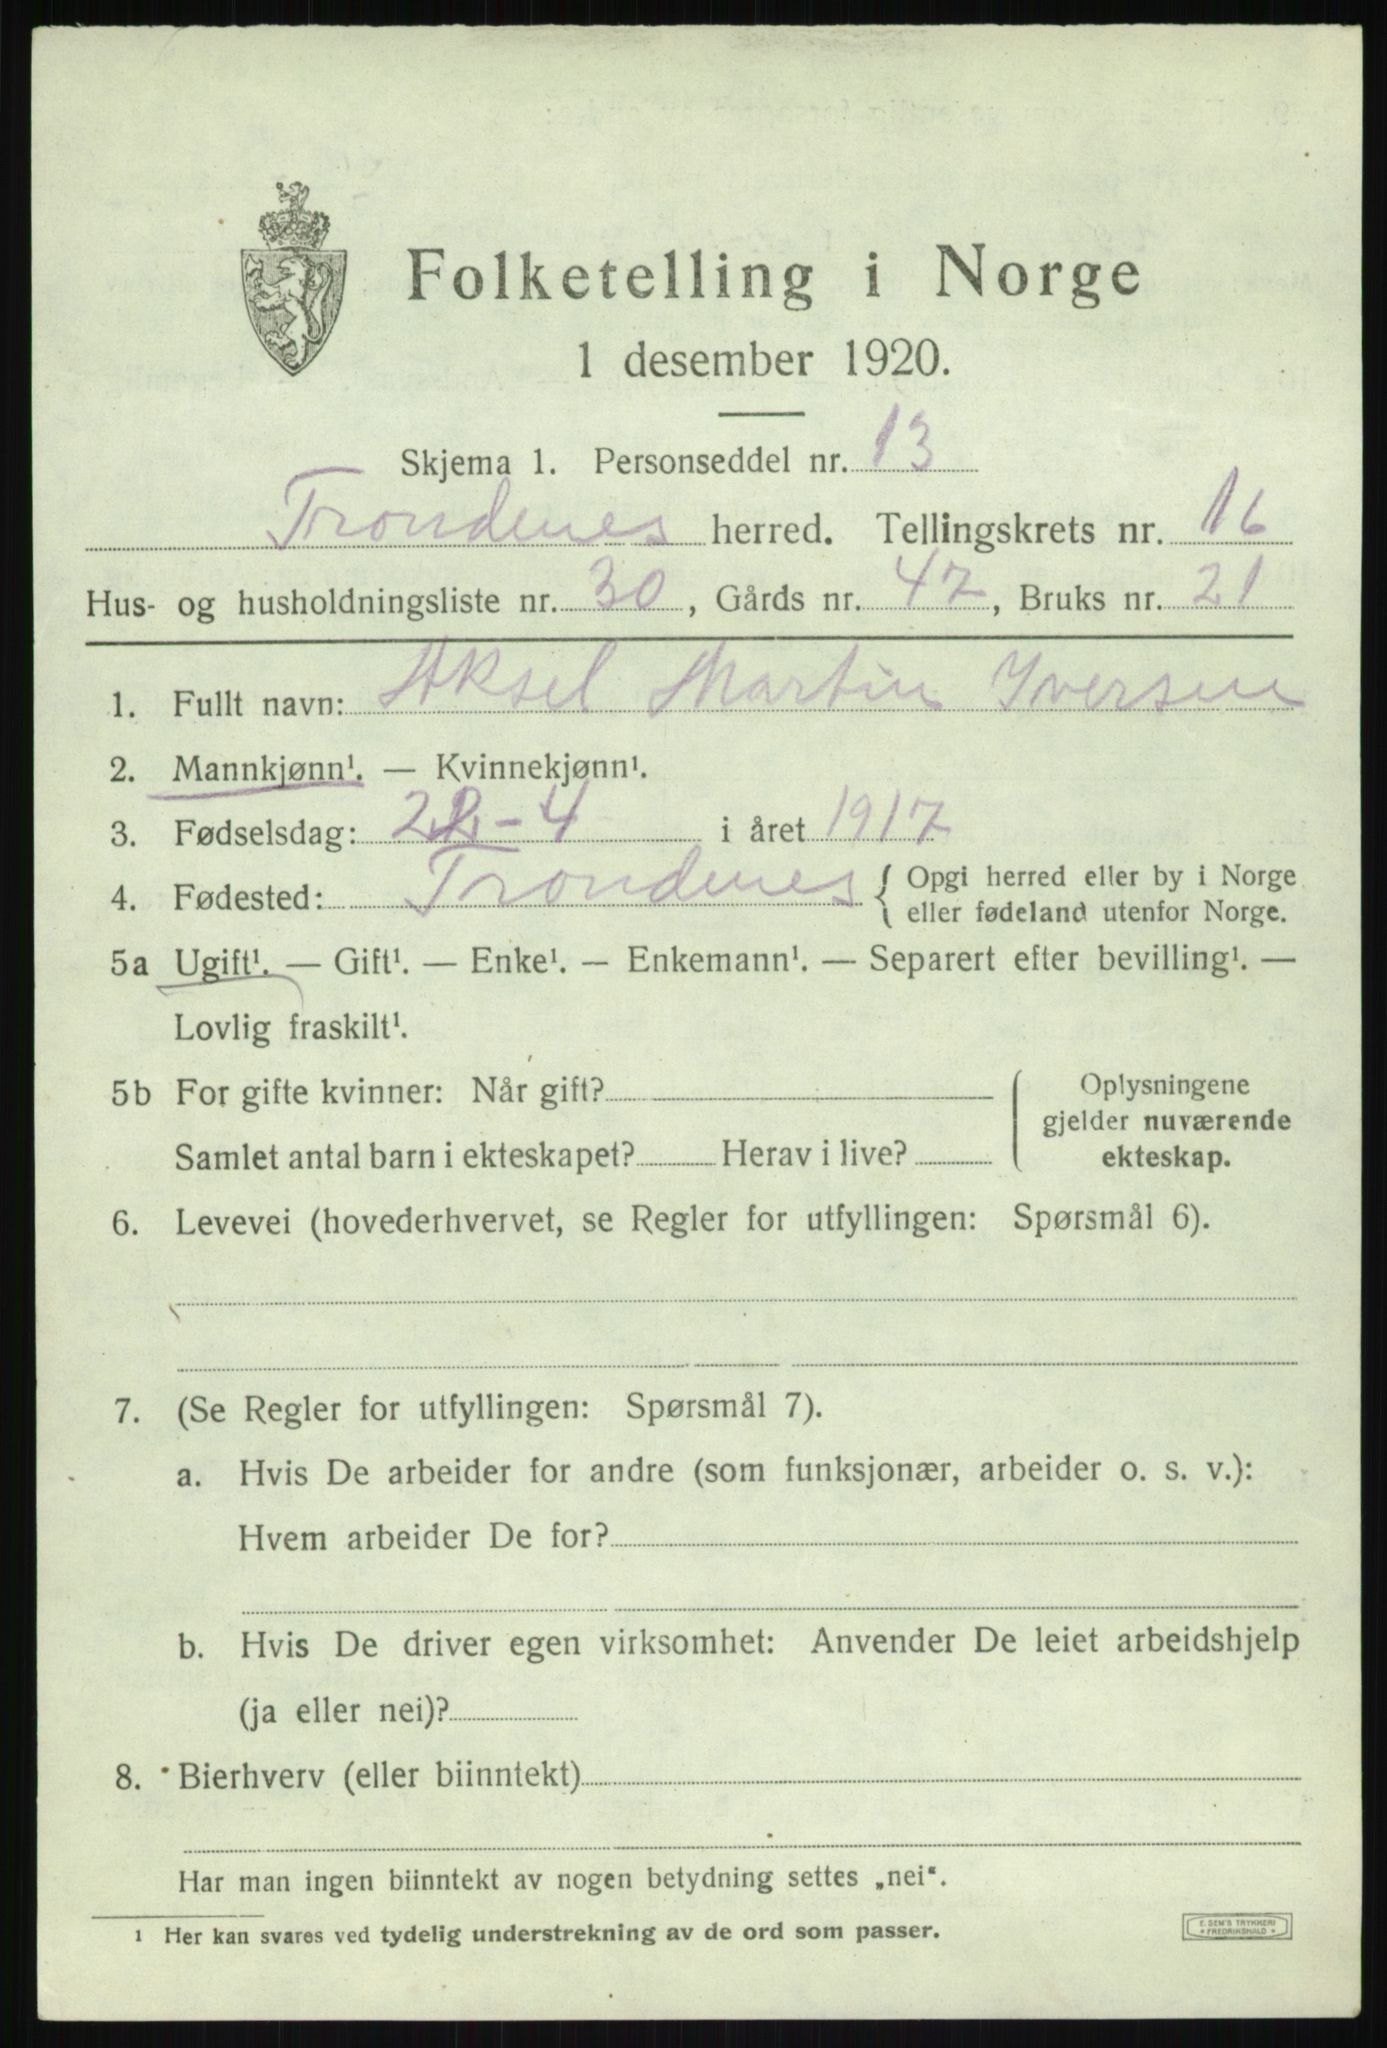 Folketelling i Norge
1 desember 1920.
Skjema 1. Personseddel nr. 13
Trondenes herred. Tellingskrets nr. 16
Hus- og husholdningsliste nr. 30, Gårds nr. 42, Bruks nr. 21
1. Fullt navn: Aksel Martin Iversen
2. Mannkjønn¹. — Kvinnekjønn¹.
3. Fødselsdag: 22-4 i året 1917
4. Fødested: Trondenes { Opgi herred eller by i Norge
eller fødeland utenfor Norge.
5a Ugift¹. — Gift¹. — Enke¹. — Enkemann¹. — Separert efter bevilling¹. —
Lovlig fraskilt¹.
5b For gifte kvinner: Når gift?
Samlet antal barn i ekteskapet? Herav i live?
Oplysningene
gjelder nuværende
ekteskap.
6. Levevei (hovederhvervet, se Regler for utfyllingen: Spørsmål 6).
7. (Se Regler for utfyllingen: Spørsmål 7).
a. Hvis De arbeider for andre (som funksjonær, arbeider o. s. v.):
Hvem arbeider De for?
b. Hvis De driver egen virksomhet: Anvender De leiet arbeidshjelp
(ja eller nei)?
8. Bierhverv (eller biinntekt)
Har man ingen biinntekt av nogen betydning settes „nei“.
¹ Her kan svares ved tydelig understrekning av de ord som passer.
E. SEM'S TRYKKERI
* FREDRIKSHALD *